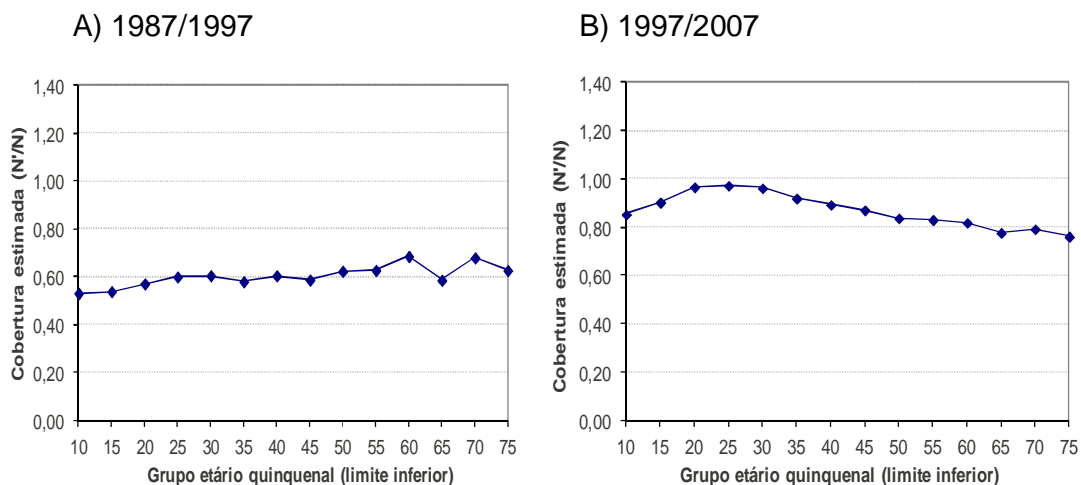 A) 1987/1997
Cobertura estimada (N'/N)
1,40
1,20
1,00
0,80
0,60
0,40
0,20
0,00
10 15 20 25 30 35 40 45 50 55 60 65 70 75
Grupo etário quinquenal (limite inferior)
B) 1997/2007
Cobertura estimada (N'/N)
1,40
1,20
1,00
0,80
0,60
0,40
0,20
0,00
10 15 20 25 30 35 40 45 50 55 60 65 70 75
Grupo etário quinquenal (limite inferior)